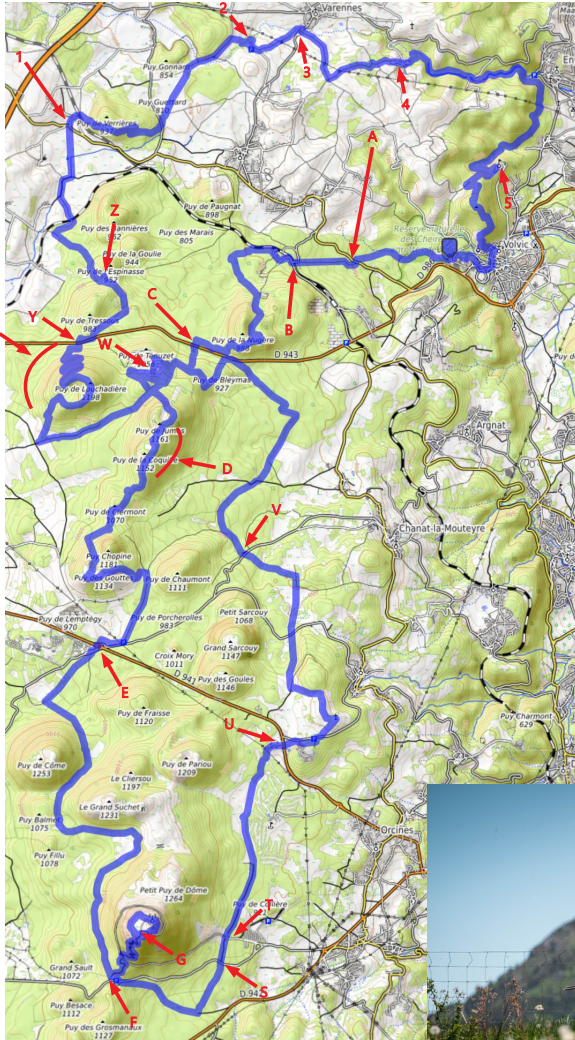 2
Varennes
Puy Gonnard
854
3
1
4
Puy Guettard
810
Puy de Verrières
A
5
Puy de Paugnat
898
Z
Puy des Marais
805
Réserve naturelle
des Cheires
Volvic
Puy de la Goulie
944
Puy de l'Espinasse
B
C
Puy de Tressous
983
Y
W
Puy de la Nugère
D 943
Puy de Louchadière
1198
Puy de Bleymas
927
Puy de Jumes
1161
Argnat
Puy de la Coquille
1152
D
Puy de Clermont
1070
V
Chanat-la-Mouteyre
Puy Chopine
1181
Puy des Gouttes
1134
Puy de Chaumont
1111
Petit Sarcouy
1068
Puy de Lemptégy
970
Puy de Porcherolles
983
Grand Sarcouy
1147
Croix Mory
1011
D 941
Puy des Goules
1146
E
Puy de Fraisse
1120
U
Puy Charmont
629
Puy de Côme
1253
Puy de Pariou
1209
Le Cliersou
1197
Le Grand Suchet
1231
Puy Balmet
1075
Orcines
Puy Fillu
1078
Petit Puy de Dôme
1264
T
G
Grand Sault
1072
S
D 942
F
Puy Besace
1112
Puy des Grosmanaux
1127